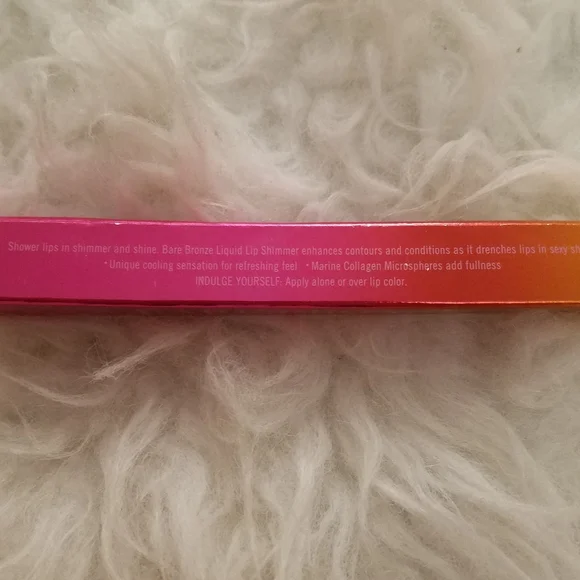 Shower lips in shimmer and shine. Bare Bronze Liquid Lip Shimmer enhances contours and conditions as it drenches lips in sexy sh
•Unique cooling sensation for refreshing feel •Marine Collagen Microspheres add fullness
INDULGE YOURSELF: Apply alone or over lip color.